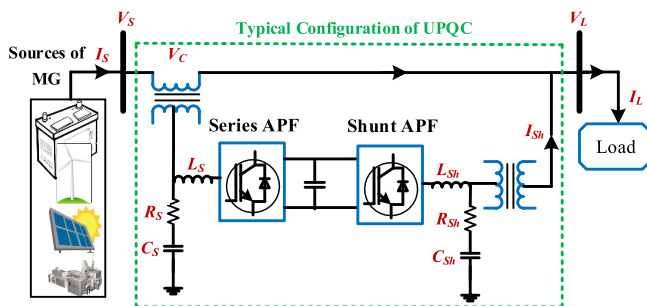 Typical Configuration of UPQC
Sources of
MG
I_S
V_S
V_C
V_L
I_L
Load
Series APF
Shunt APF
I_Sh
L_S
L_Sh
R_S
R_Sh
C_S
C_Sh